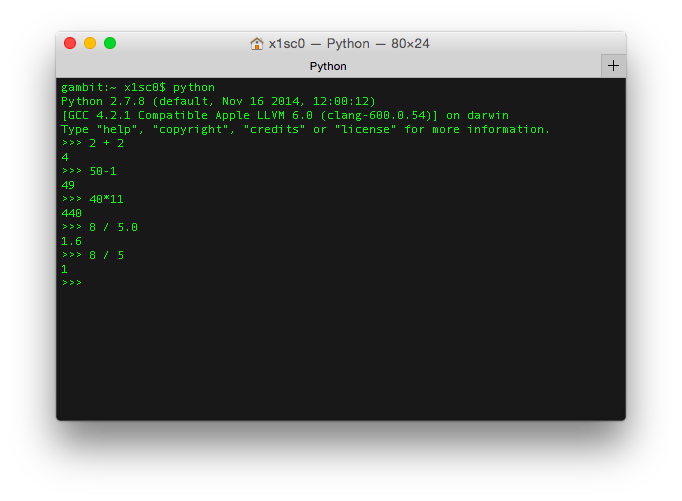 x1sc0 — Python — 80×24
Python
gambit:~ x1sc0$ python
Python 2.7.8 (default, Nov 16 2014, 12:00:12)
[GCC 4.2.1 Compatible Apple LLVM 6.0 (clang-600.0.54)] on darwin
Type "help", "copyright", "credits" or "license" for more information.
>>> 2 + 2
4
>>> 50-1
49
>>> 40*11
440
>>> 8 / 5.0
1.6
>>> 8 / 5
1
>>>